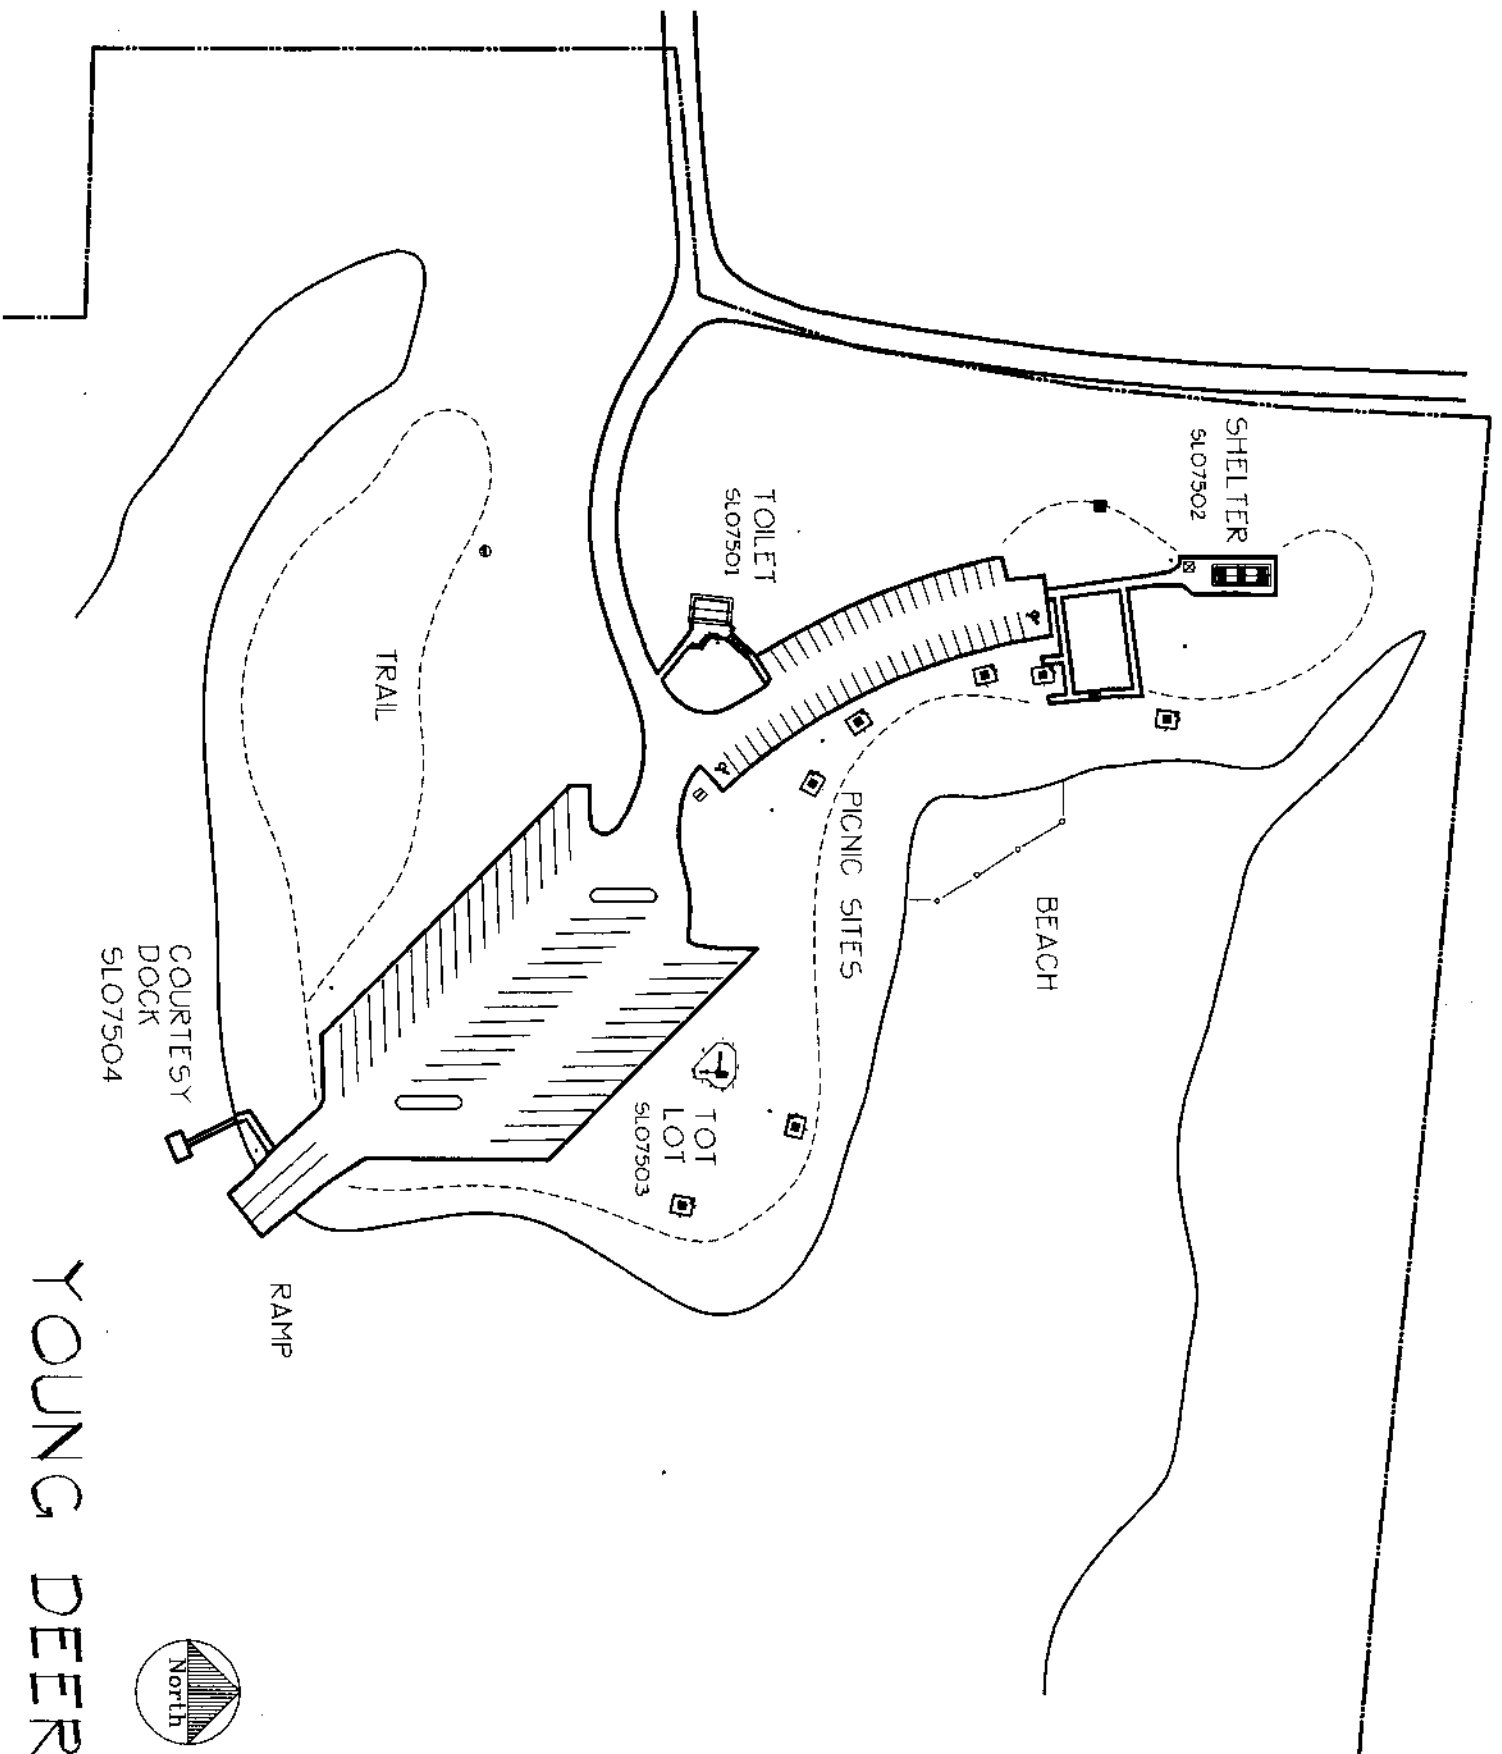 SHELTER
SL07502
TOILET
SL07501
BEACH
PICNIC SITES
TRAIL
TOT
LOT
SL07503
COURTESY
DOCK
SL07504
RAMP
YOUNG DEER
North